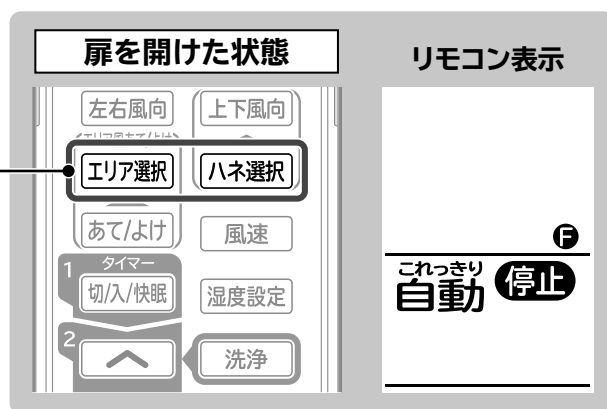 扉を開けた状態
リモコン表示
左右風向
上下風向
エリア選択
ハネ選択
あて/よけ
風速
1
タイマー
切/入/快眠
湿度設定
2
洗浄
F
これっきり
自動
停止